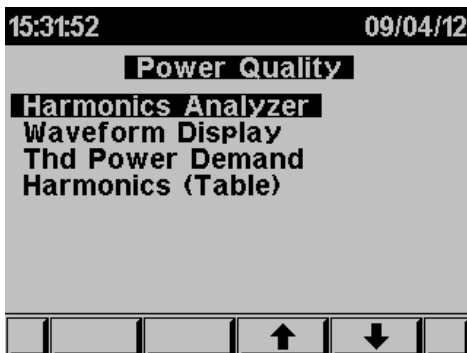 15:31:52 09/04/12
Power Quality
Harmonics Analyzer
Waveform Display
Thd Power Demand
Harmonics (Table)